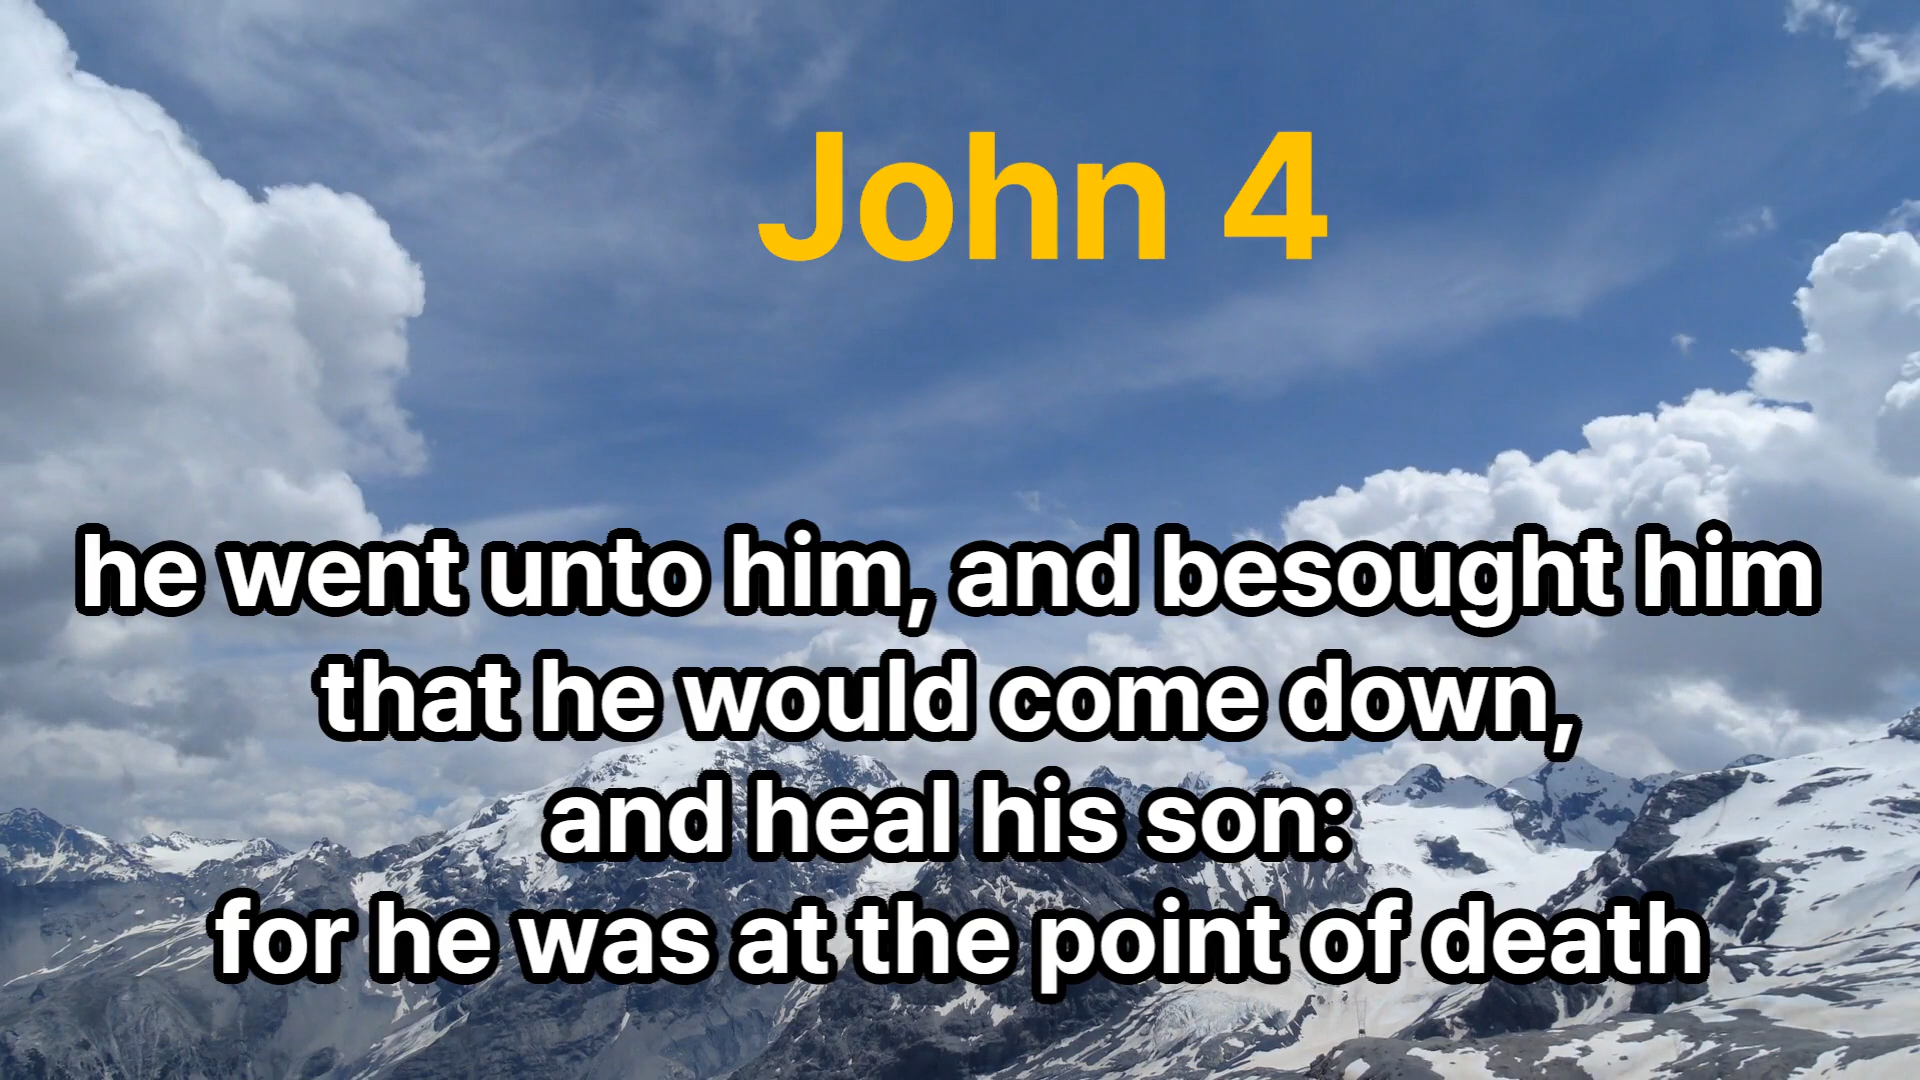 John 4
he went unto him, and besought him
that he would come down,
and heal his son:
for he was at the point of death